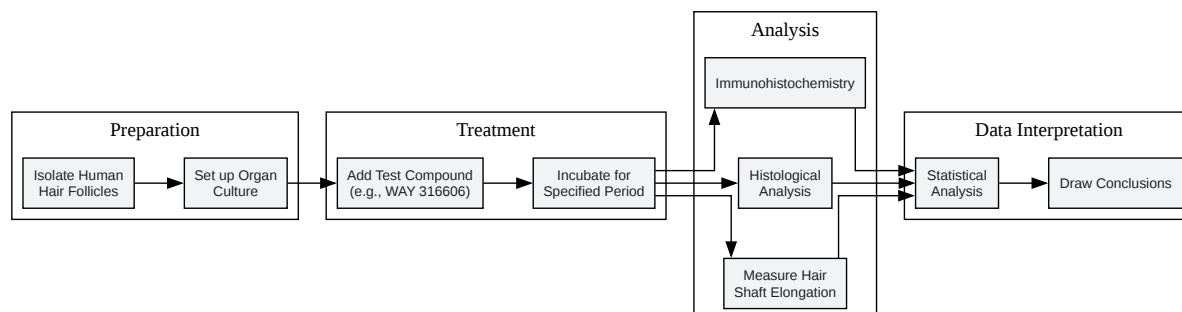 Preparation
Isolate Human
Hair Follicles
Set up Organ
Culture
Treatment
Add Test Compound
(e.g., WAY 316606)
Incubate for
Specified Period
Analysis
Immunohistochemistry
Histological
Analysis
Measure Hair
Shaft Elongation
Data Interpretation
Statistical
Analysis
Draw Conclusions